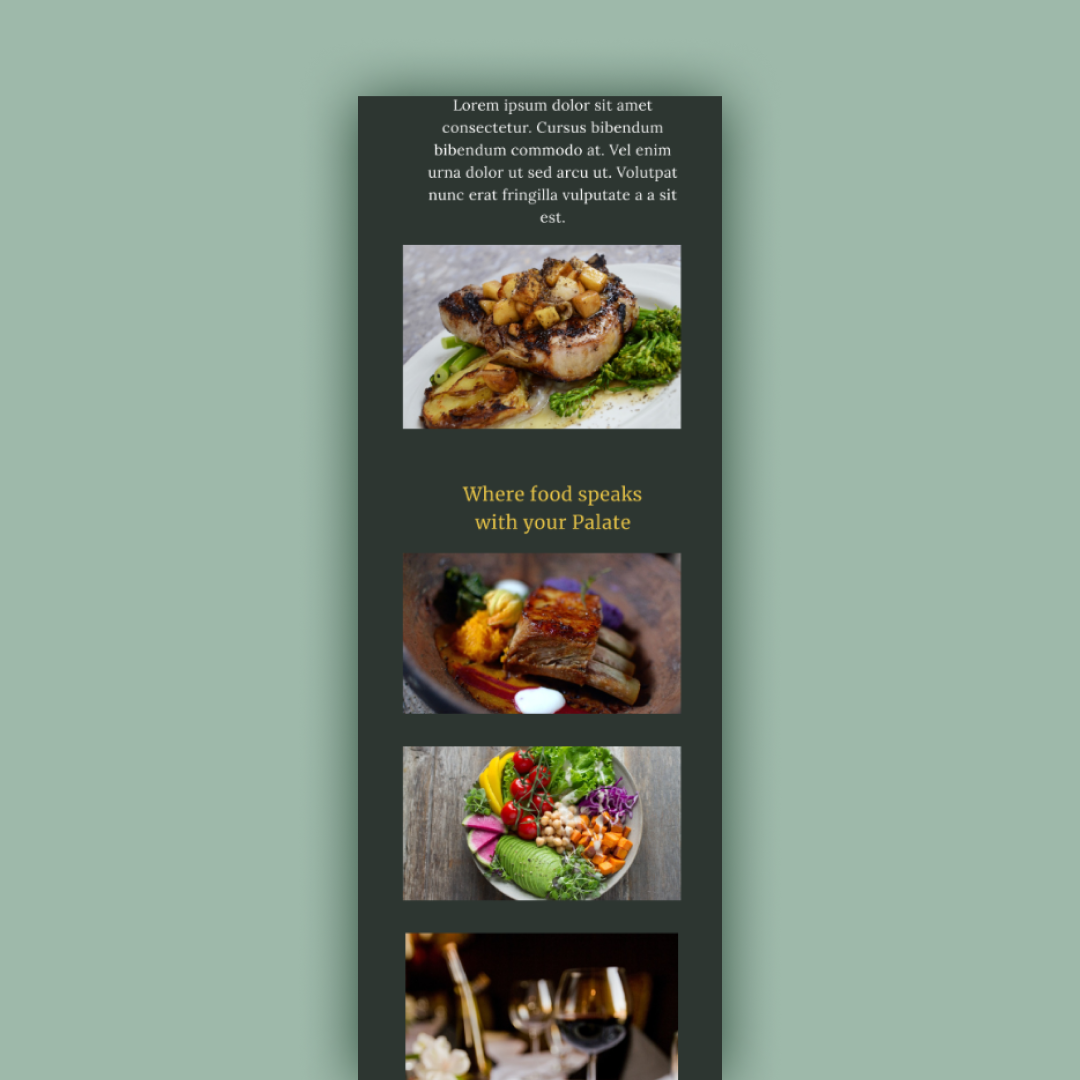 Lorem ipsum dolor sit amet
consectetur. Cursus bibendum
bibendum commodo at. Vel enim
urna dolor ut sed arcu ut. Volutpat
nunc erat fringilla vulputate a a sit
est.
Where food speaks
with your Palate